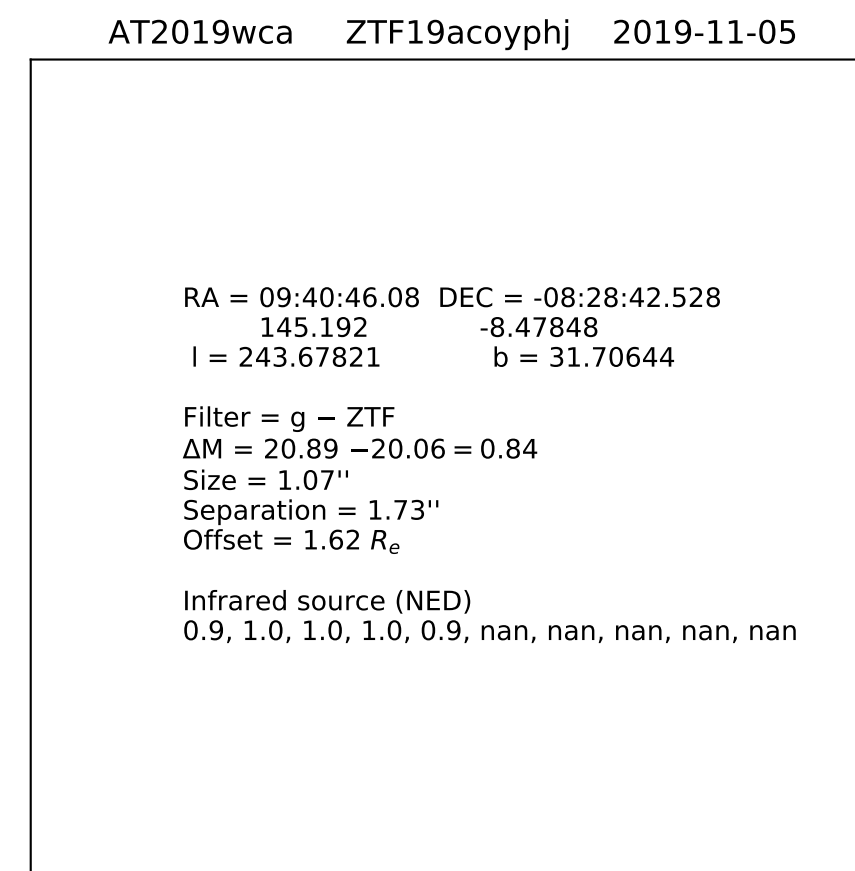 AT2019wca ZTF19acoyphj 2019-11-05
RA = 09:40:46.08 DEC = -08:28:42.528
145.192 -8.47848
l = 243.67821 b = 31.70644
Filter = g − ZTF
ΔM = 20.89 −20.06 = 0.84
Size = 1.07''
Separation = 1.73''
Offset = 1.62 Re
Infrared source (NED)
0.9, 1.0, 1.0, 1.0, 0.9, nan, nan, nan, nan, nan